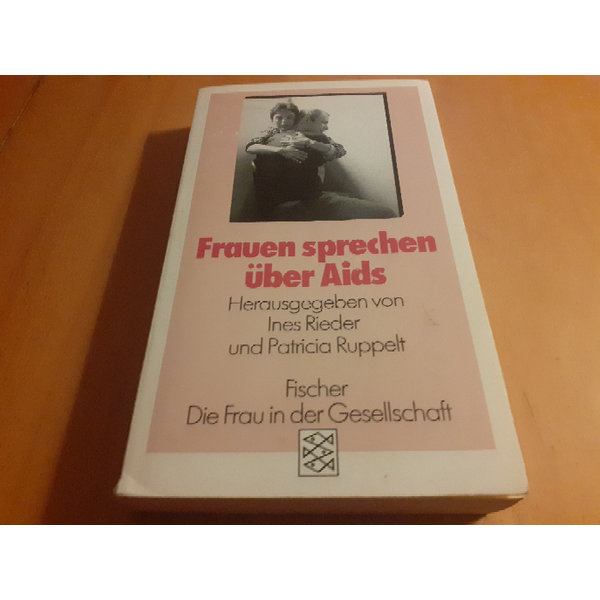 Frauen sprechen
über Aids
Herausgegeben von
Ines Rieder
und Patricia Ruppelt
Fischer
Die Frau in der Gesellschaft